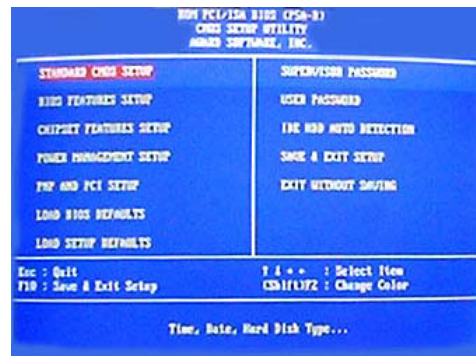 ROM PCI/ISA BIOS (P5A-B)
CMOS SETUP UTILITY
AWARD SOFTWARE, INC.
STANDARD CMOS SETUP
BIOS FEATURES SETUP
CHIPSET FEATURES SETUP
POWER MANAGEMENT SETUP
PNP AND PCI SETUP
LOAD BIOS DEFAULTS
LOAD SETUP DEFAULTS
SUPERVISOR PASSWORD
USER PASSWORD
IDE HDD AUTO DETECTION
SAVE & EXIT SETUP
EXIT WITHOUT SAVING
Esc : Quit
F10 : Save & Exit Setup
: Select Item
(Shift)F2 : Change Color
Time, Date, Hard Disk Type...